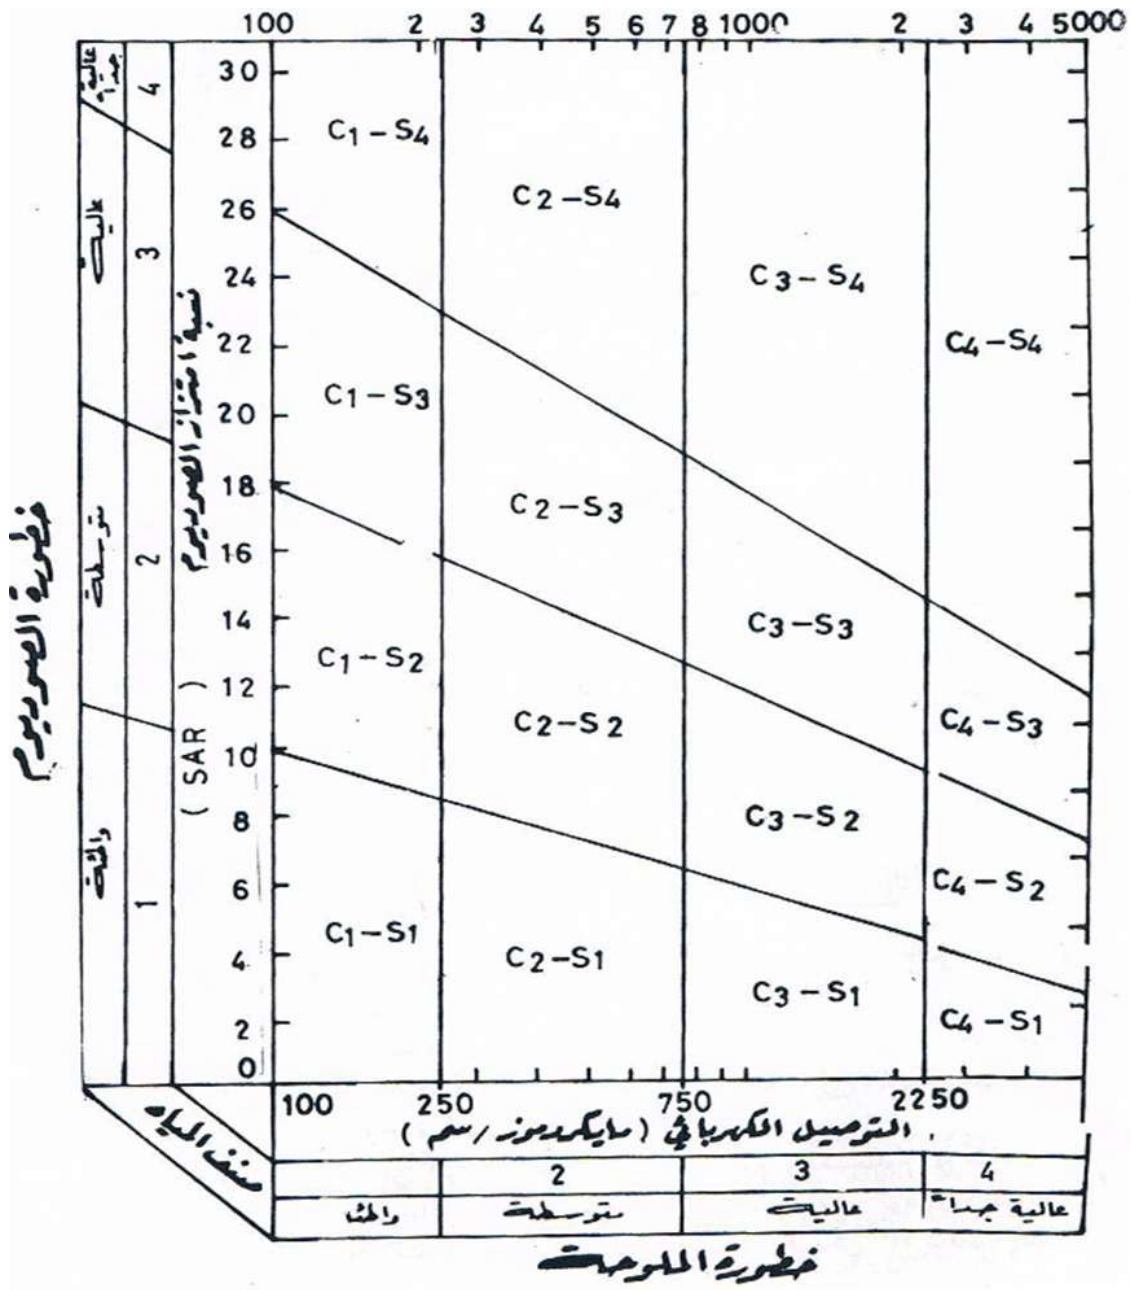 100 2 3 4 5 6 7 8 1000 2 3 4 5000
عالية جداً
4
30
C1-S4
28
C2-S4
26
عالية
3
24
C3-S4
نسبة امتزاز الصوديوم
22
C4-S4
20
C1-S3
18
C2-S3
خطورة الصوديوم
متوسطة
2
16
14
C3-S3
C1-S2
12
C4-S3
C2-S2
(SAR)
10
8
C3-S2
6
C4-S2
واطئة
1
C1-S1
4
C2-S1
C3-S1
C4-S1
2
0
100 250 750 2250
صنف المياه
التوصيل الكهربائي (مايكروموز/سم)
2 3 4
واطئة متوسطة عالية عالية جداً
خطورة الملوحة